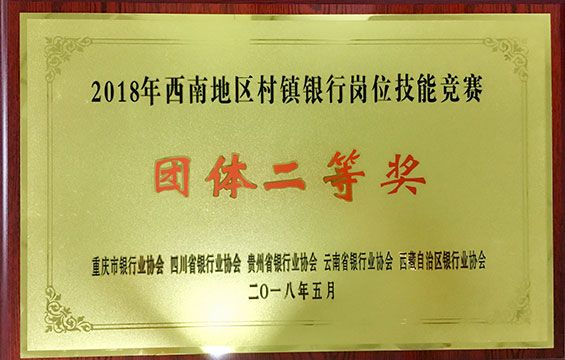 2018年西南地区村镇银行岗位技能竞赛
团体二等奖
重庆市银行业协会 四川省银行业协会 贵州省银行业协会 云南省银行业协会 西藏自治区银行业协会
二〇一八年五月